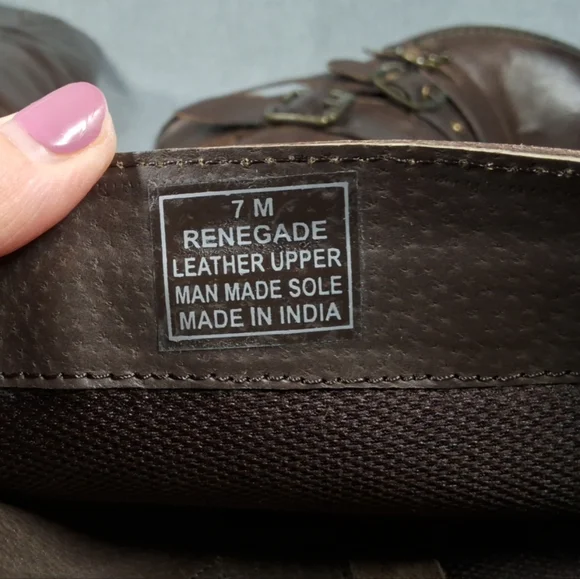 7 M
RENEGADE
LEATHER UPPER
MAN MADE SOLE
MADE IN INDIA